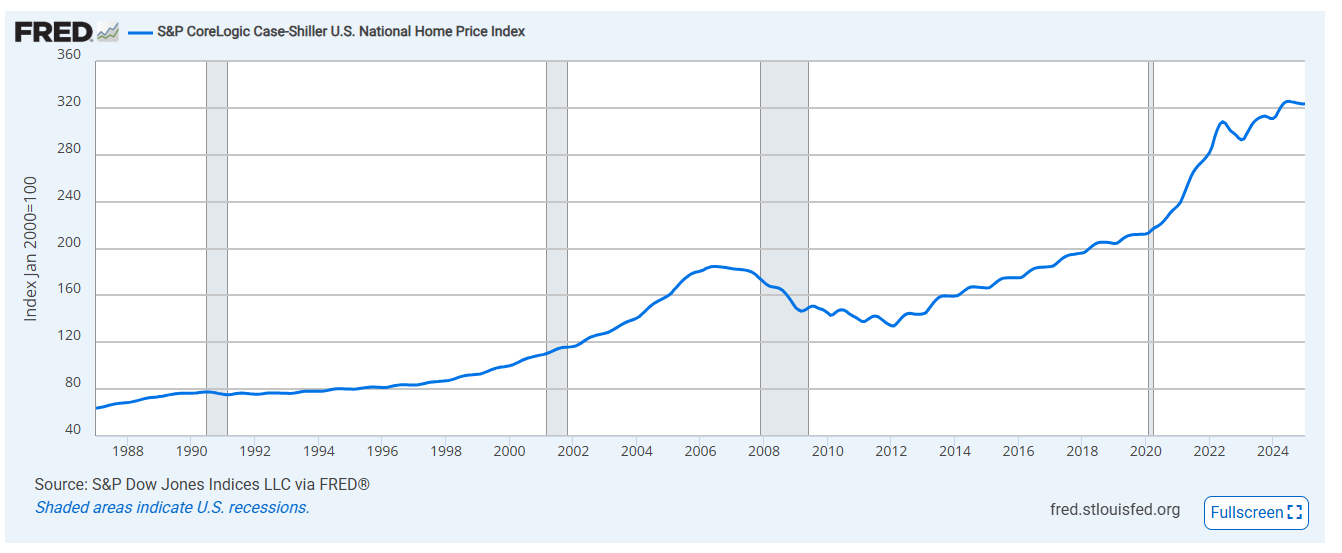 FRED S&P CoreLogic Case-Shiller U.S. National Home Price Index
360
320
280
240
200
160
120
80
40
Index Jan 2000=100
1988 1990 1992 1994 1996 1998 2000 2002 2004 2006 2008 2010 2012 2014 2016 2018 2020 2022 2024
Source: S&P Dow Jones Indices LLC via FRED®
Shaded areas indicate U.S. recessions.
fred.stlouisfed.org
Fullscreen